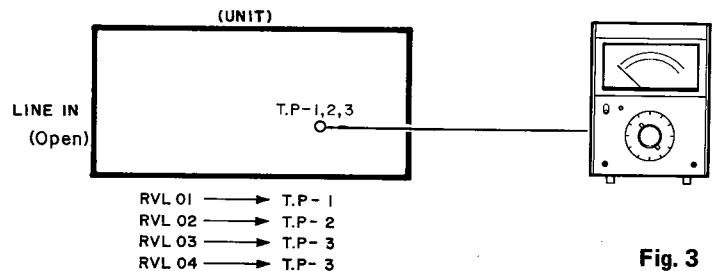 (UNIT)
LINE IN
(Open)
T.P-1,2,3
RVL 01 → T.P- 1
RVL 02 → T.P- 2
RVL 03 → T.P- 3
RVL 04 → T.P- 3
Fig. 3